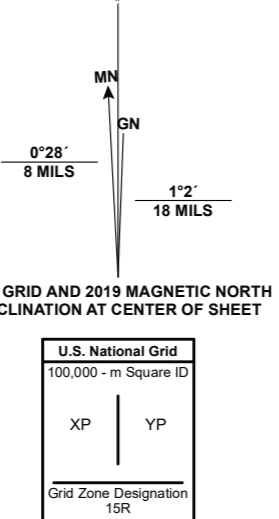 MN
GN
0°28´
8 MILS
1°2´
18 MILS
GRID AND 2019 MAGNETIC NORTH
CLINATION AT CENTER OF SHEET
U.S. National Grid
100,000 - m Square ID
XP YP
Grid Zone Designation
15R